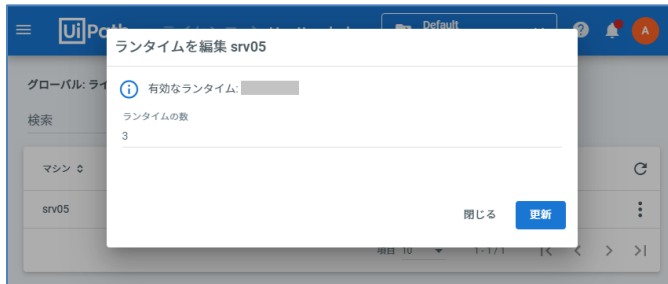 UiPa
Default
A
ランタイムを編集 srv05
グローバル: ライ
有効なランタイム:
検索
ランタイムの数
3
マシン
srv05
閉じる
更新
項目 10
1 - 1 / 1